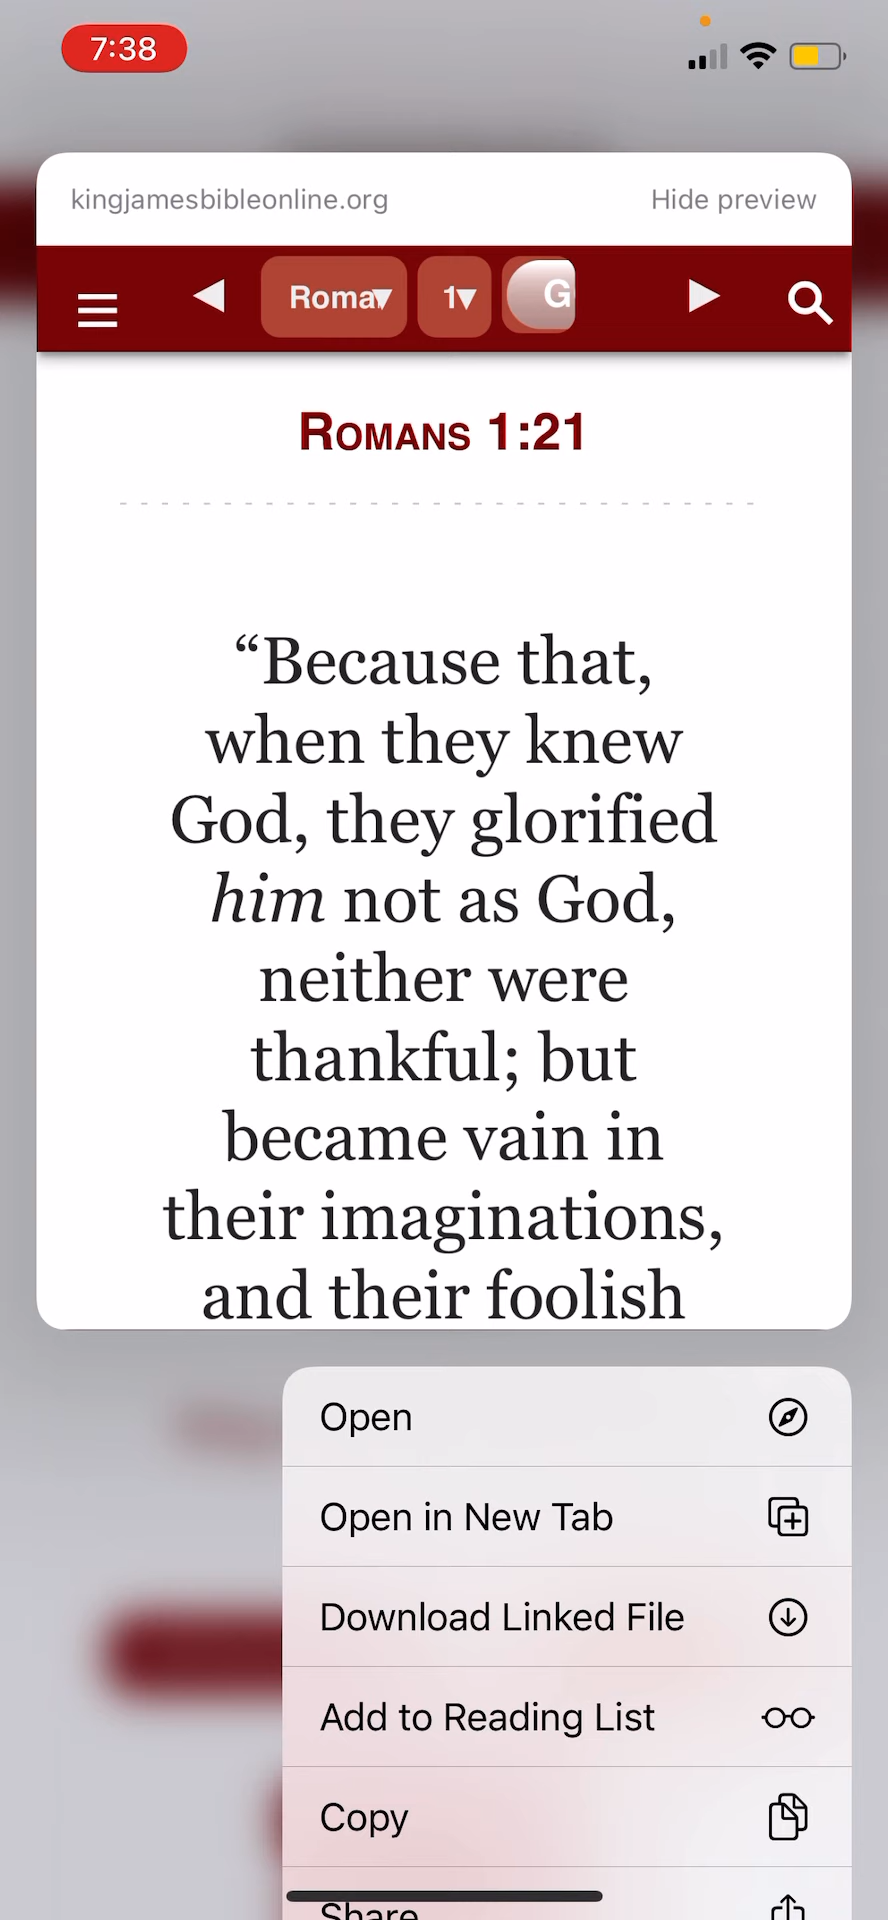 7:38
kingjamesbibleonline.org Hide preview
Roma 1 G
ROMANS 1:21
“Because that,
when they knew
God, they glorified
him not as God,
neither were
thankful; but
became vain in
their imaginations,
and their foolish
Open
Open in New Tab
Download Linked File
Add to Reading List
Copy
Share